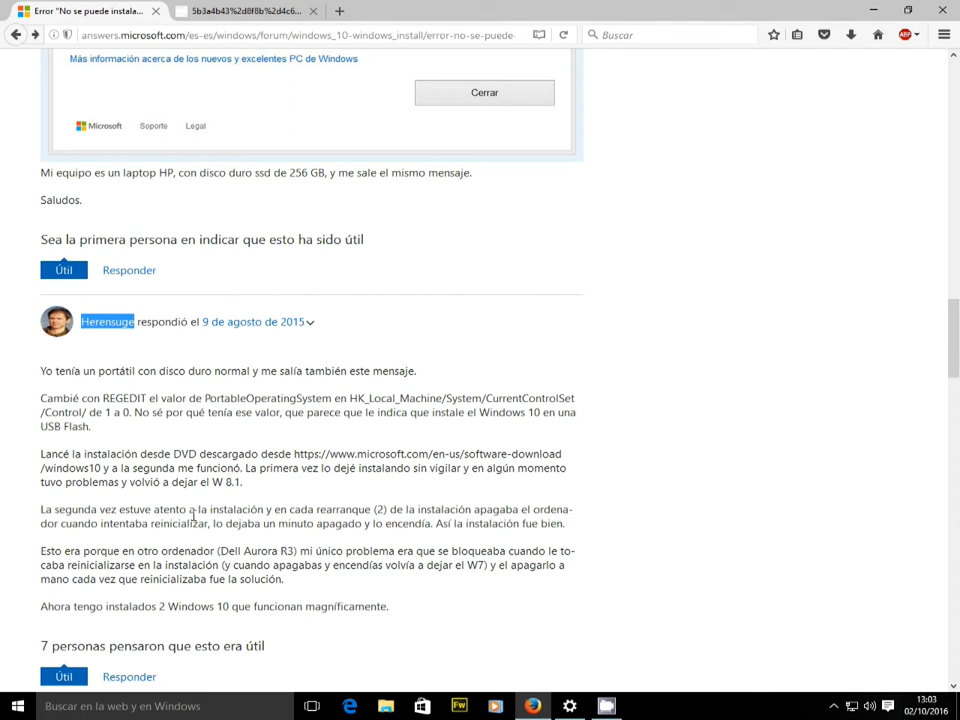 Error "No se puede instala...
5b3a4b43%2d8f8b%2d4c6...
answers.microsoft.com/es-es/windows/forum/windows_10-windows_install/error-no-se-puede-
Buscar
ABP
Más información acerca de los nuevos y excelentes PC de Windows
Cerrar
Microsoft Soporte Legal
Mi equipo es un laptop HP, con disco duro ssd de 256 GB, y me sale el mismo mensaje.
Saludos.
Sea la primera persona en indicar que esto ha sido útil
Útil Responder
Herensuge respondió el 9 de agosto de 2015
Yo tenía un portátil con disco duro normal y me salía también este mensaje.
Cambié con REGEDIT el valor de PortableOperatingSystem en HK_Local_Machine/System/CurrentControlSet
/Control/ de 1 a 0. No sé por qué tenía ese valor, que parece que le indica que instale el Windows 10 en una
USB Flash.
Lancé la instalación desde DVD descargado desde https://www.microsoft.com/en-us/software-download
/windows10 y a la segunda me funcionó. La primera vez lo dejé instalando sin vigilar y en algún momento
tuvo problemas y volvió a dejar el W 8.1.
La segunda vez estuve atento a la instalación y en cada rearranque (2) de la instalación apagaba el ordena-
dor cuando intentaba reinicializar, lo dejaba un minuto apagado y lo encendía. Así la instalación fue bien.
Esto era porque en otro ordenador (Dell Aurora R3) mi único problema era que se bloqueaba cuando le to-
caba reinicializarse en la instalación (y cuando apagabas y encendías volvía a dejar el W7) y el apagarlo a
mano cada vez que reinicializaba fue la solución.
Ahora tengo instalados 2 Windows 10 que funcionan magníficamente.
7 personas pensaron que esto era útil
Útil Responder
Buscar en la web y en Windows
Fw
13:03
02/10/2016